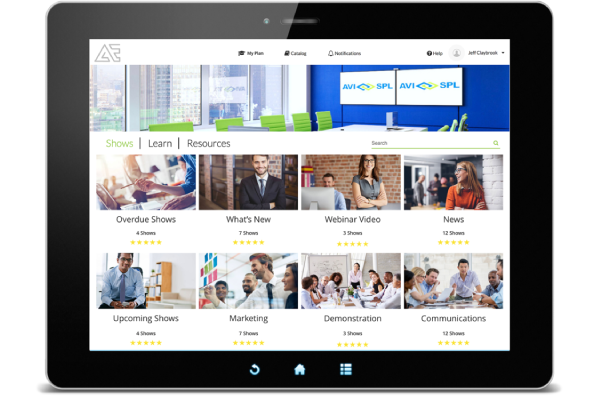 My Plan Catalog Notifications Help Jeff Claybrook
AVI SPL AVI SPL
Shows | Learn | Resources Search
Overdue Shows What's New Webinar Video News
4 Shows 7 Shows 3 Shows 12 Shows
Upcoming Shows Marketing Demonstration Communications
4 Shows 7 Shows 3 Shows 12 Shows